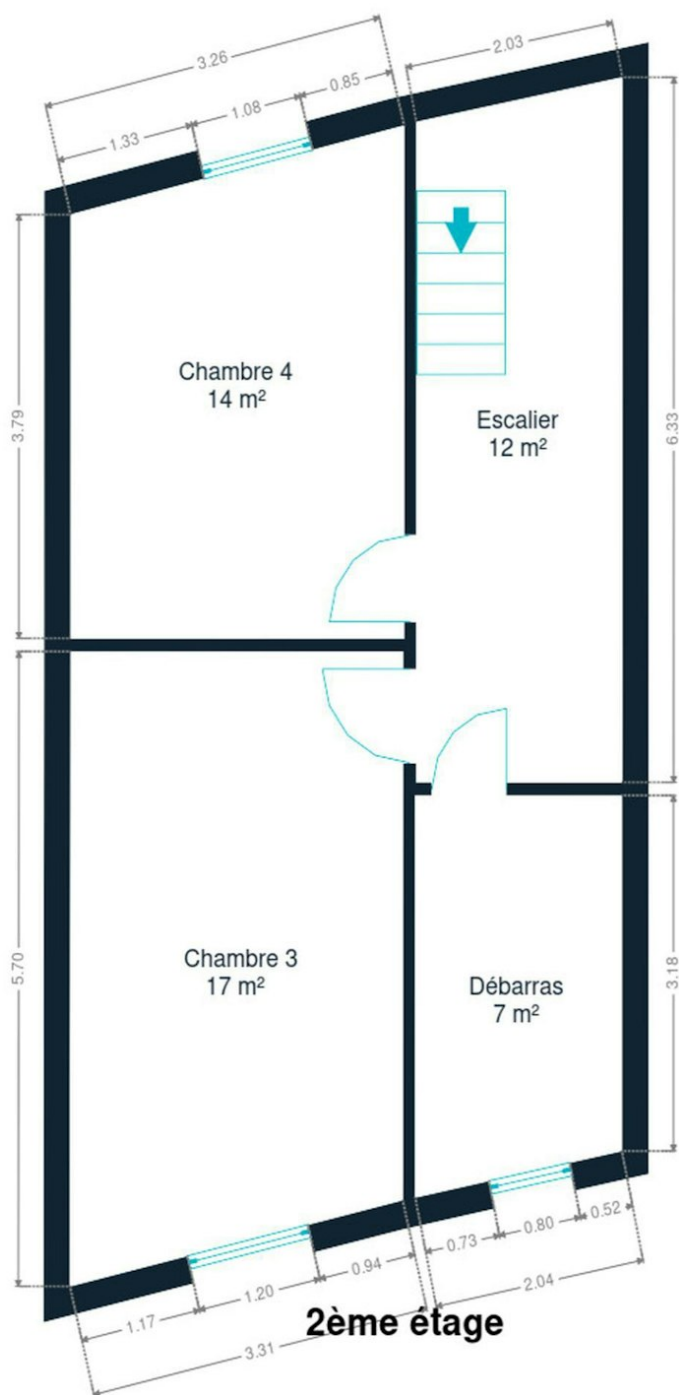 3.26
2.03
1.33
1.08
0.85
Chambre 4
14 m²
3.79
Escalier
12 m²
6.33
Chambre 3
17 m²
5.70
Débarras
7 m²
3.18
1.17
1.20
0.94
3.31
0.73
0.80
0.52
2.04
2ème étage